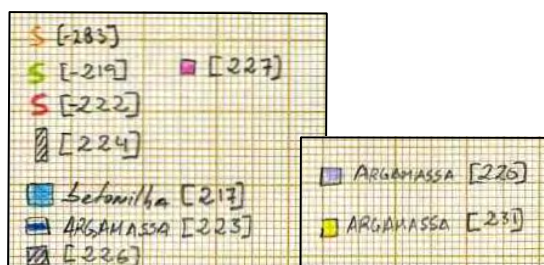 S [-283]
S [-219]
[227]
S [-222]
[224]
betonilha [217]
ARGAMASSA [223]
[226]
ARGAMASSA [226]
ARGAMASSA [231]